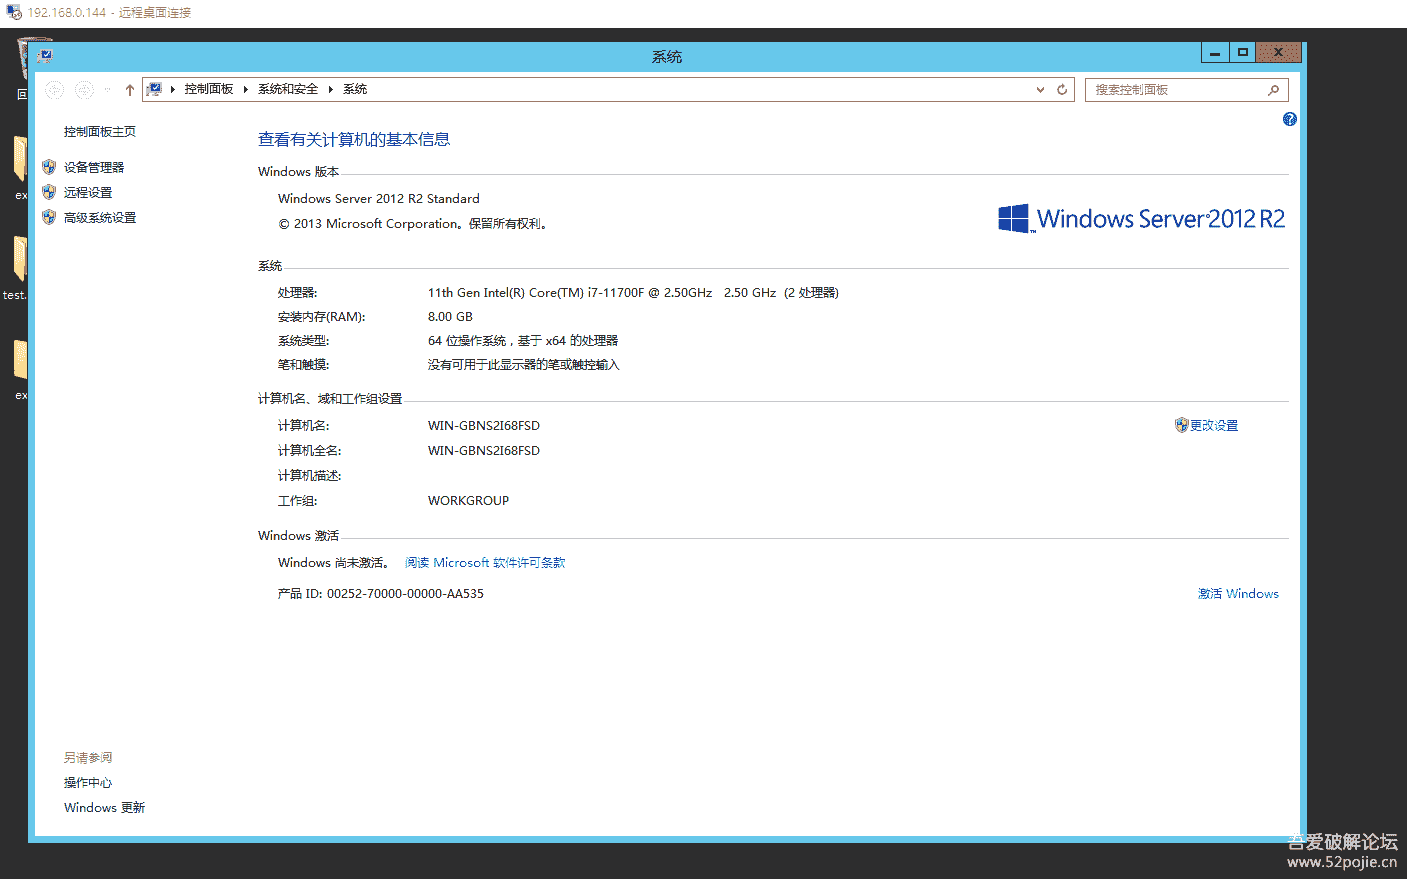 192.168.0.144 - 远程桌面连接
系统
回
控制面板 系统和安全 系统
搜索控制面板
控制面板主页
查看有关计算机的基本信息
设备管理器
Windows 版本
远程设置
Windows Server 2012 R2 Standard
ex
高级系统设置
© 2013 Microsoft Corporation。保留所有权利。
Windows Server 2012 R2
系统
处理器: 11th Gen Intel(R) Core(TM) i7-11700F @ 2.50GHz 2.50 GHz (2 处理器)
test.
安装内存(RAM): 8.00 GB
系统类型: 64 位操作系统，基于 x64 的处理器
笔和触摸: 没有可用于此显示器的笔或触控输入
ex
计算机名、域和工作组设置
计算机名: WIN-GBNS2I68FSD
更改设置
计算机全名: WIN-GBNS2I68FSD
计算机描述:
工作组: WORKGROUP
Windows 激活
Windows 尚未激活。 阅读 Microsoft 软件许可条款
产品 ID: 00252-70000-00000-AA535
激活 Windows
另请参阅
操作中心
Windows 更新
吾爱破解论坛
www.52pojie.cn